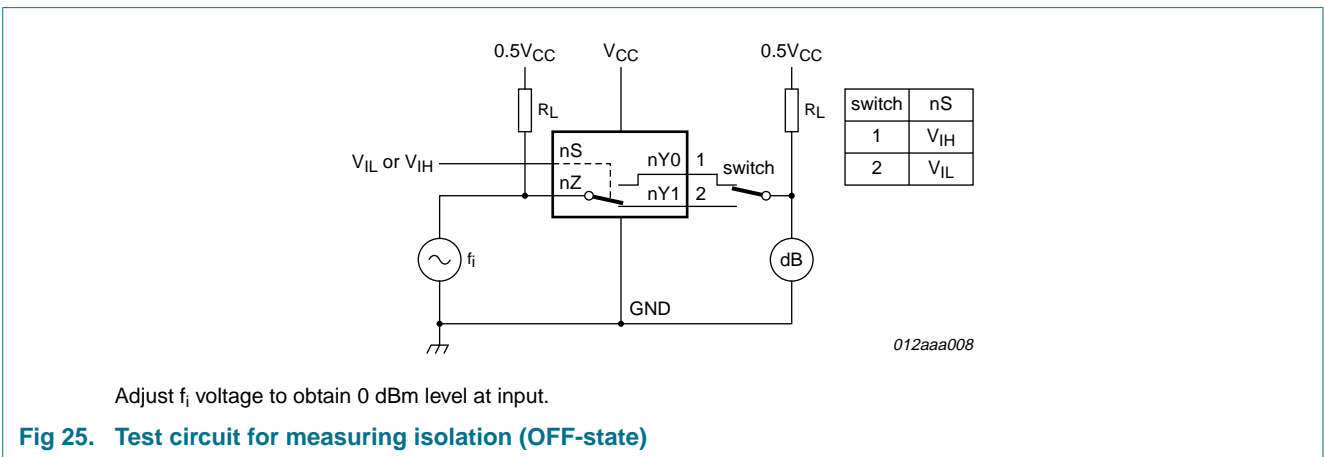 0.5VCC VCC 0.5VCC
RL RL
switch nS
1 VIH
2 VIL
VIL or VIH
nS
nZ
nY0 1
nY1 2
switch
fi
dB
GND
012aaa008
Adjust fi voltage to obtain 0 dBm level at input.
Fig 25. Test circuit for measuring isolation (OFF-state)